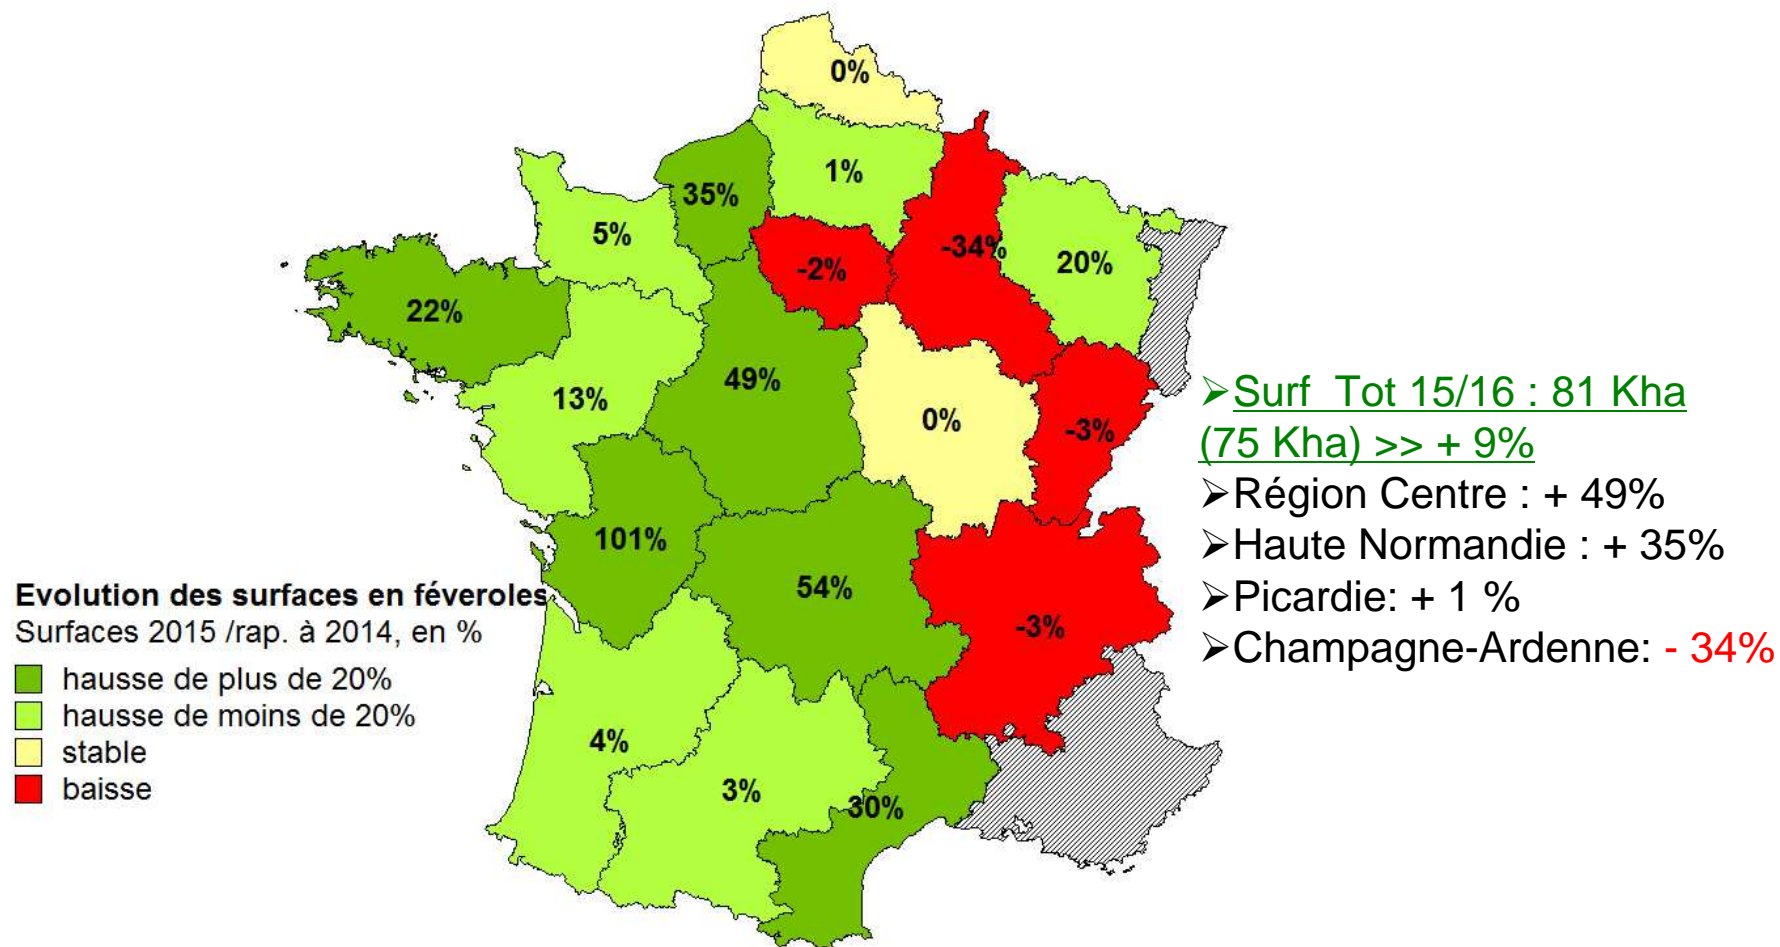 0%
1%
35%
5%
-34%
20%
-2%
22%
49%
13%
0%
-3%
101%
54%
-3%
4%
3%
30%
Evolution des surfaces en féveroles
Surfaces 2015 /rap. à 2014, en %
hausse de plus de 20%
hausse de moins de 20%
stable
baisse
➢Surf Tot 15/16 : 81 Kha
(75 Kha) >> + 9%
➢Région Centre : + 49%
➢Haute Normandie : + 35%
➢Picardie: + 1 %
➢Champagne-Ardenne: - 34%